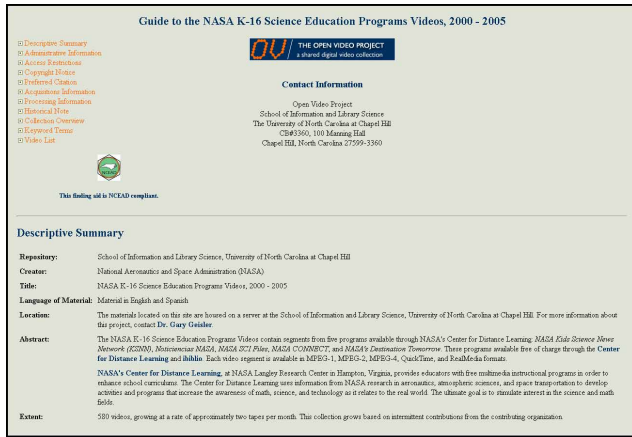 Guide to the NASA K-16 Science Education Programs Videos, 2000 - 2005
Descriptive Summary
Administrative Information
Access Restrictions
Copyright Notice
Preferred Citation
Acquisitions Information
Processing Information
Historical Note
Collection Overview
Keyword Terms
Video List
NCEAD
This finding aid is NCEAD compliant.
OV/ THE OPEN VIDEO PROJECT
a shared digital video collection
Contact Information
Open Video Project
School of Information and Library Science
The University of North Carolina at Chapel Hill
CB#3360, 100 Manning Hall
Chapel Hill, North Carolina 27599-3360
Descriptive Summary
Repository: School of Information and Library Science, University of North Carolina at Chapel Hill
Creator: National Aeronautics and Space Administration (NASA)
Title: NASA K-16 Science Education Programs Videos, 2000 - 2005
Language of Material: Material in English and Spanish
Location: The materials located on this are housed on a server at the School of Information and Library Science, University of North Carolina at Chapel Hill. For more information about
this project, contact Dr. Gary Geisler.
Abstract: The NASA K-16 Science Education Programs Videos contain segments from five programs available through NASA's Center for Distance Learning: NASA Kids Science News
Network (KSNN), Noticiencias NASA, NASA SCI Files, NASA CONNECT, and NASA's Destination Tomorrow. These programs available free of charge through the Center
for Distance Learning and ibiblio. Each video segment is available in MPEG-1, MPEG-2, MPEG-4, QuickTime, and RealMedia formats.
NASA's Center for Distance Learning, at NASA Langley Research Center in Hampton, Virginia, provides educators with free multimedia instructional programs in order to
enhance school curriculums. The Center for Distance Learning uses information from NASA research in aeronautics, atmospheric sciences, and space transportation to develop
activities and programs that increase the awareness of math, science, and technology as it relates to the real world. The ultimate goal is to stimulate interest in the science and math
fields.
Extent: 580 videos, growing at a rate of approximately two tapes per month. This collection grows based on intermittent contributions from the contributing organization.